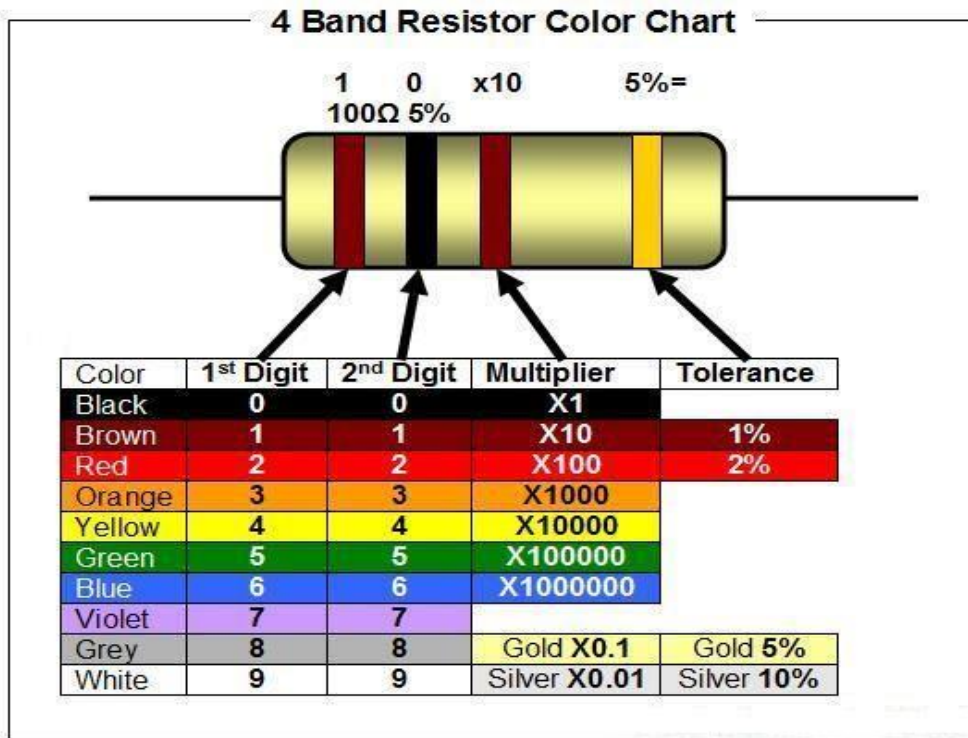 4 Band Resistor Color Chart
1 0 x10 5%=
100Ω 5%
Color 1st Digit 2nd Digit Multiplier Tolerance
Black 0 0 X1
Brown 1 1 X10 1%
Red 2 2 X100 2%
Orange 3 3 X1000
Yellow 4 4 X10000
Green 5 5 X100000
Blue 6 6 X1000000
Violet 7 7
Grey 8 8 Gold X0.1 Gold 5%
White 9 9 Silver X0.01 Silver 10%